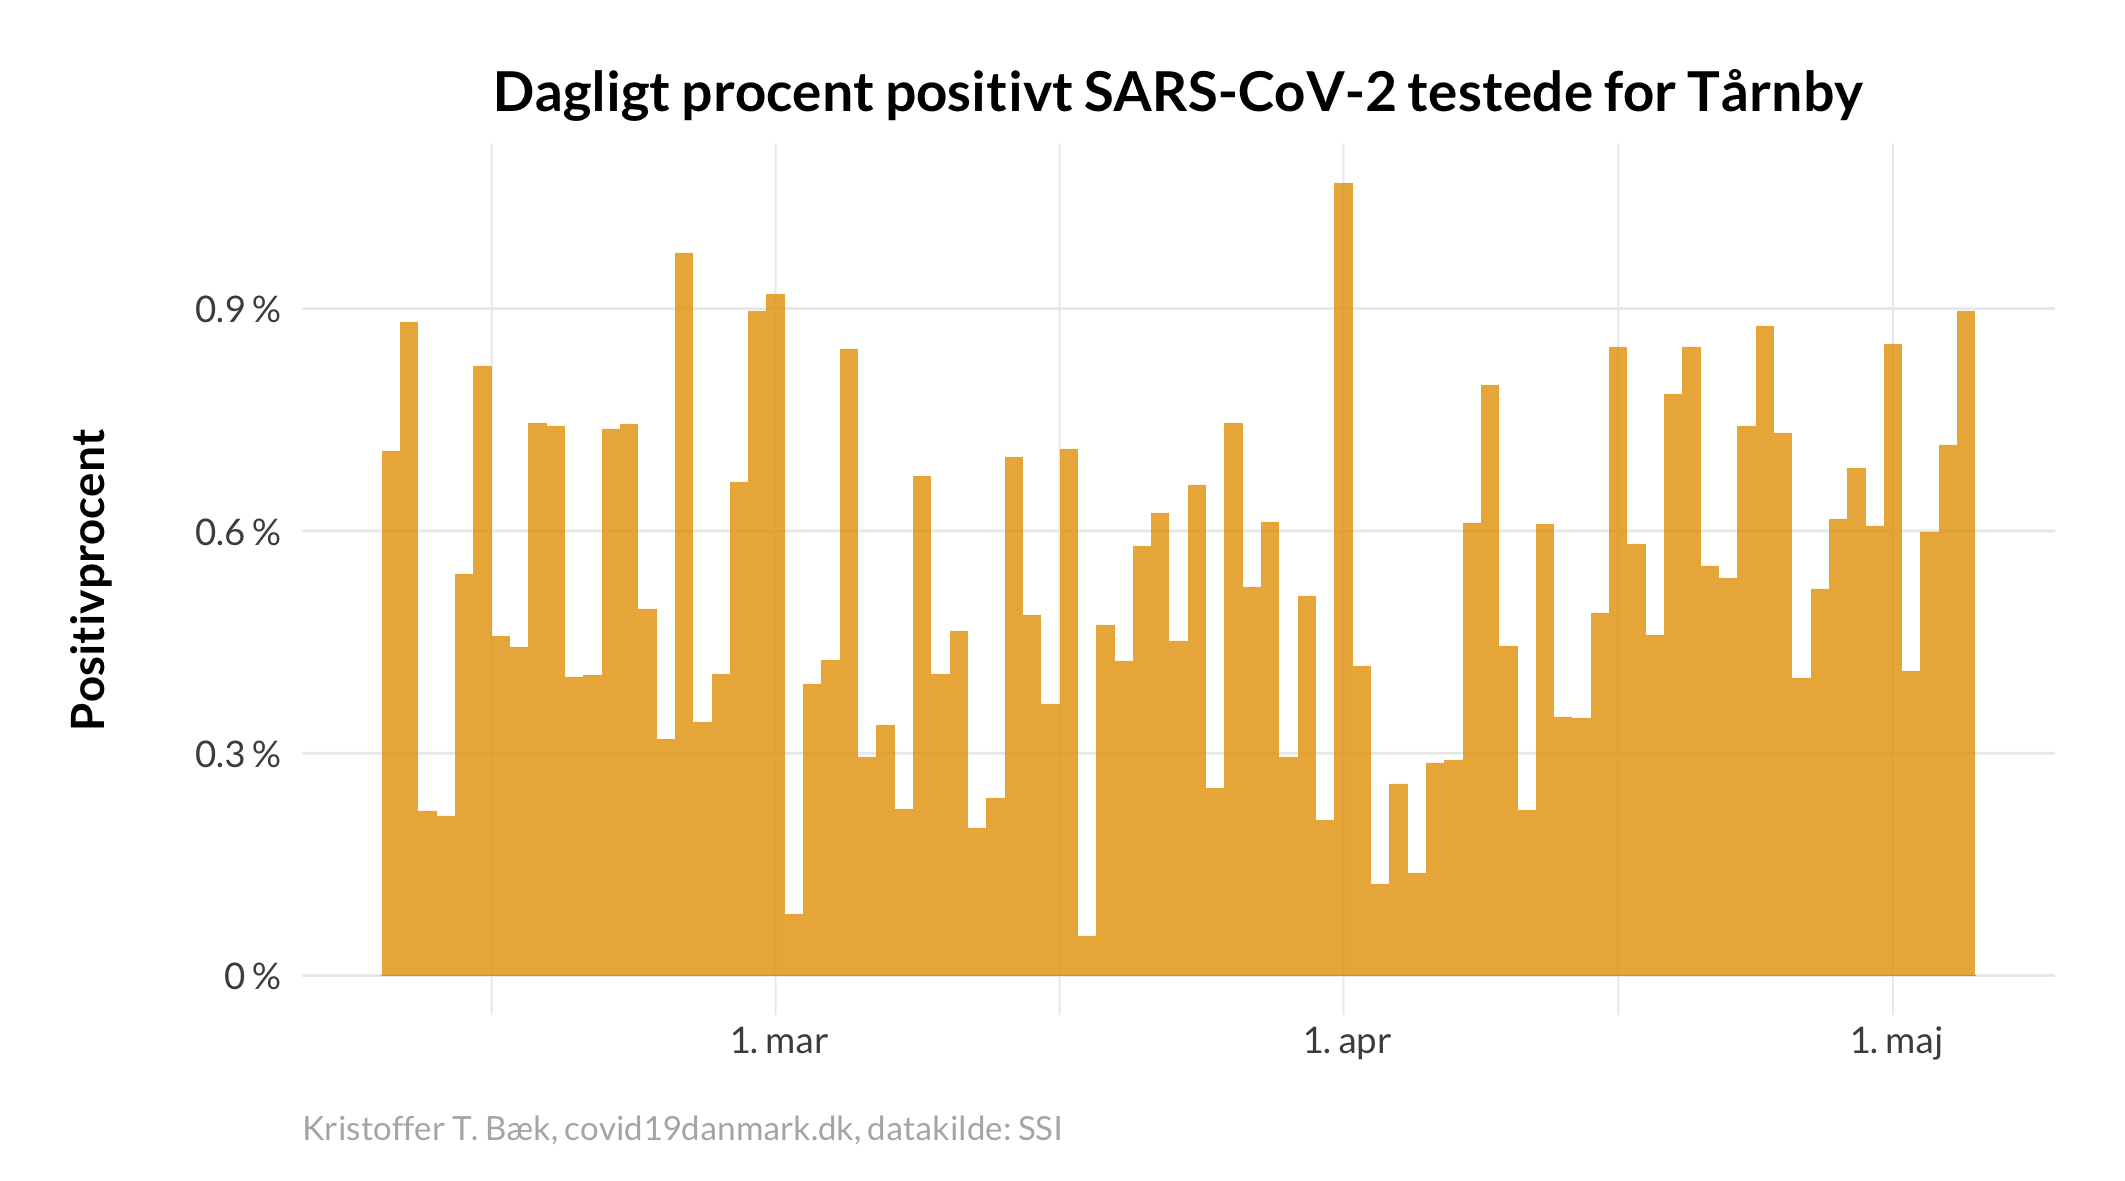 Dagligt procent positivt SARS-CoV-2 testede for Tårnby
Positivprocent
0.9 %
0.6 %
0.3 %
0 %
1. mar
1. apr
1. maj
Kristoffer T. Bæk, covid19danmark.dk, datakilde: SSI